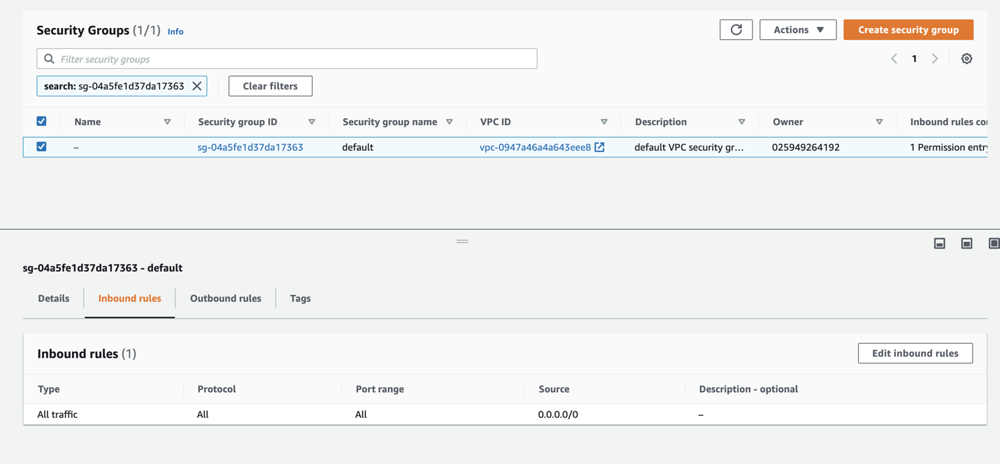 Security Groups (1/1) Info
Actions
Create security group
Filter security groups
1
search: sg-04a5fe1d37da17363
Clear filters
Name Security group ID Security group name VPC ID Description Owner Inbound rules cou
– sg-04a5fe1d37da17363 default vpc-0947a46a4a643eee8 default VPC security gr... 025949264192 1 Permission entry
sg-04a5fe1d37da17363 - default
Details Inbound rules Outbound rules Tags
Inbound rules (1)
Edit inbound rules
Type Protocol Port range Source Description - optional
All traffic All All 0.0.0.0/0 –